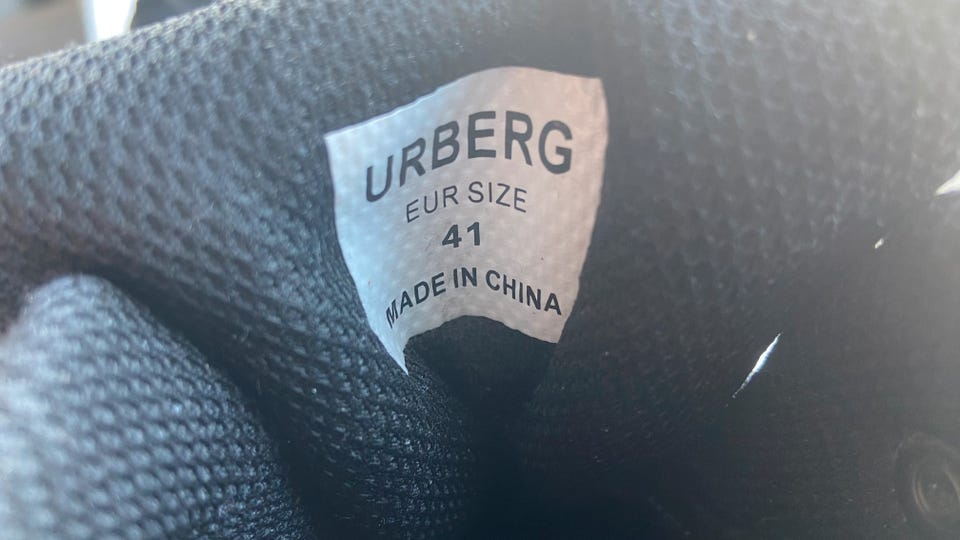 URBERG
EUR SIZE
41
MADE IN CHINA